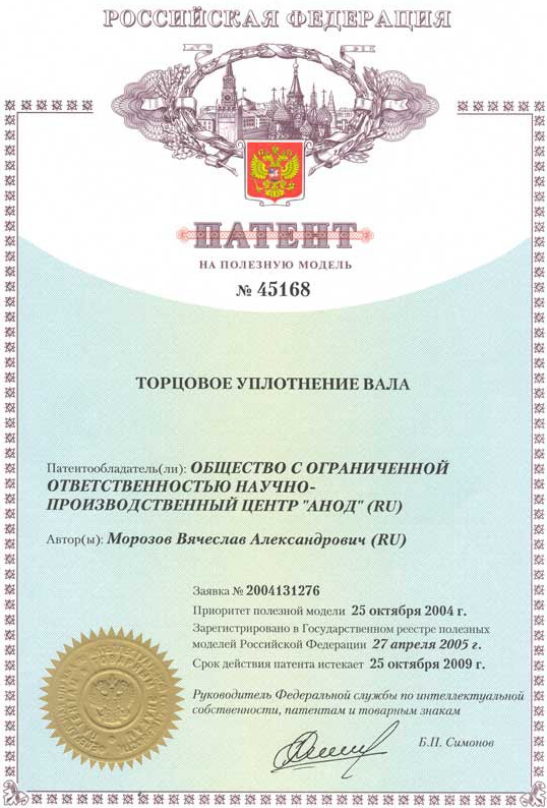 РОССИЙСКАЯ ФЕДЕРАЦИЯ
ПАТЕНТ
НА ПОЛЕЗНУЮ МОДЕЛЬ
№ 45168
ТОРЦОВОЕ УПЛОТНЕНИЕ ВАЛА
Патентообладатель(ли): ОБЩЕСТВО С ОГРАНИЧЕННОЙ
ОТВЕТСТВЕННОСТЬЮ НАУЧНО-
ПРОИЗВОДСТВЕННЫЙ ЦЕНТР "АНОД" (RU)
Автор(ы): Морозов Вячеслав Александрович (RU)
Заявка № 2004131276
Приоритет полезной модели 25 октября 2004 г.
Зарегистрировано в Государственном реестре полезных
моделей Российской Федерации 27 апреля 2005 г.
Срок действия патента истекает 25 октября 2009 г.
Руководитель Федеральной службы по интеллектуальной
собственности, патентам и товарным знакам
Б.П. Симонов